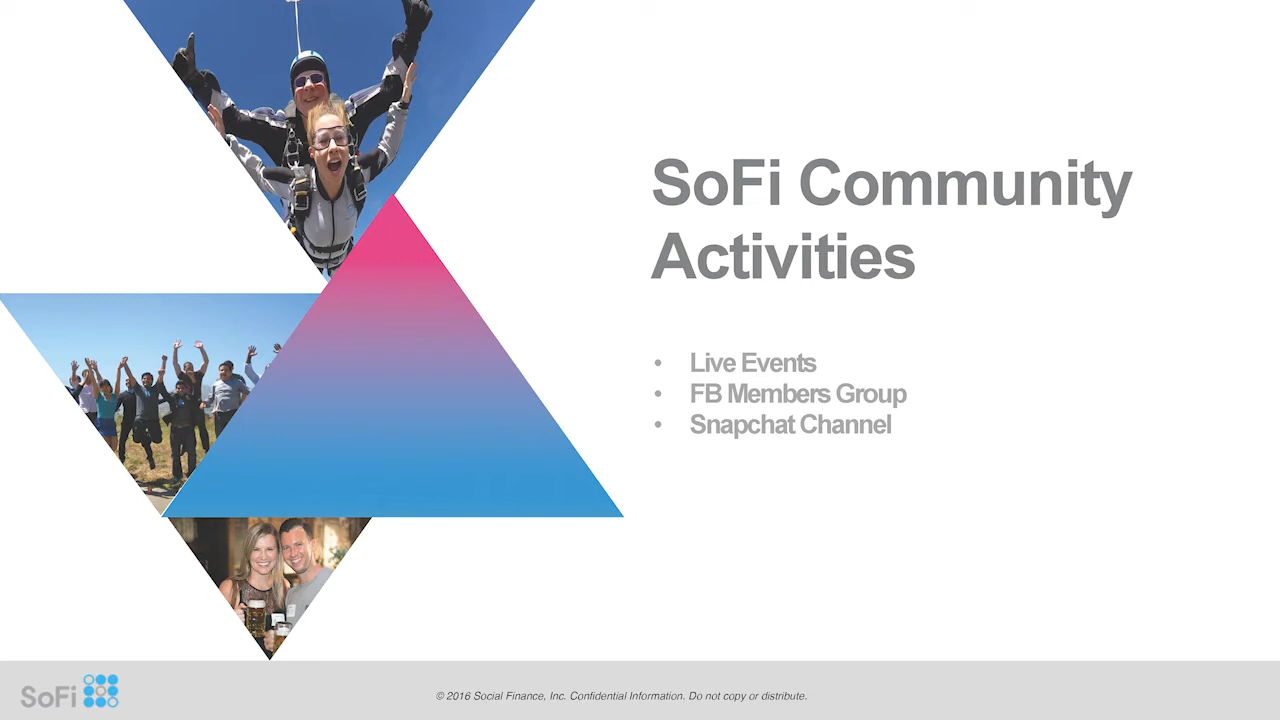 SoFi Community
Activities
• Live Events
• FB Members Group
• Snapchat Channel
SoFi
© 2016 Social Finance, Inc. Confidential Information. Do not copy or distribute.